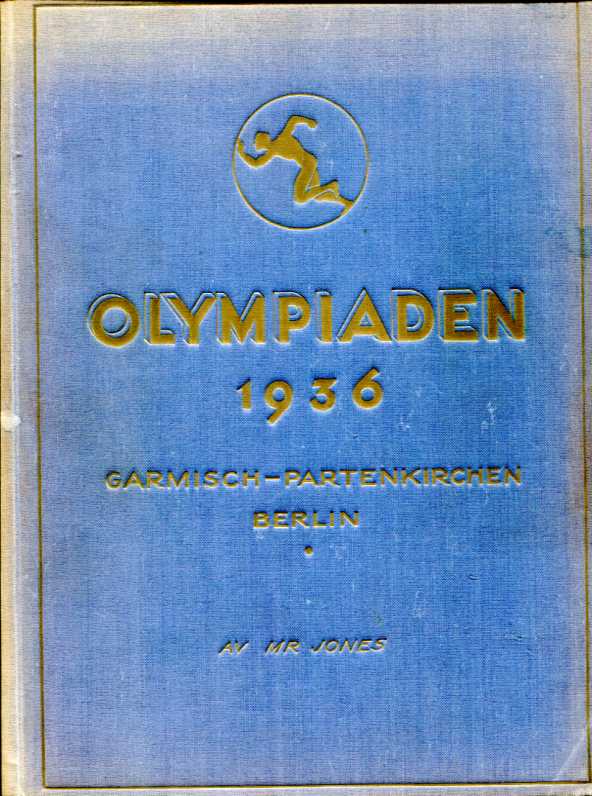 OLYMPIADEN
1936
GARMISCH-PARTENKIRCHEN
BERLIN
•
AV MR JONES